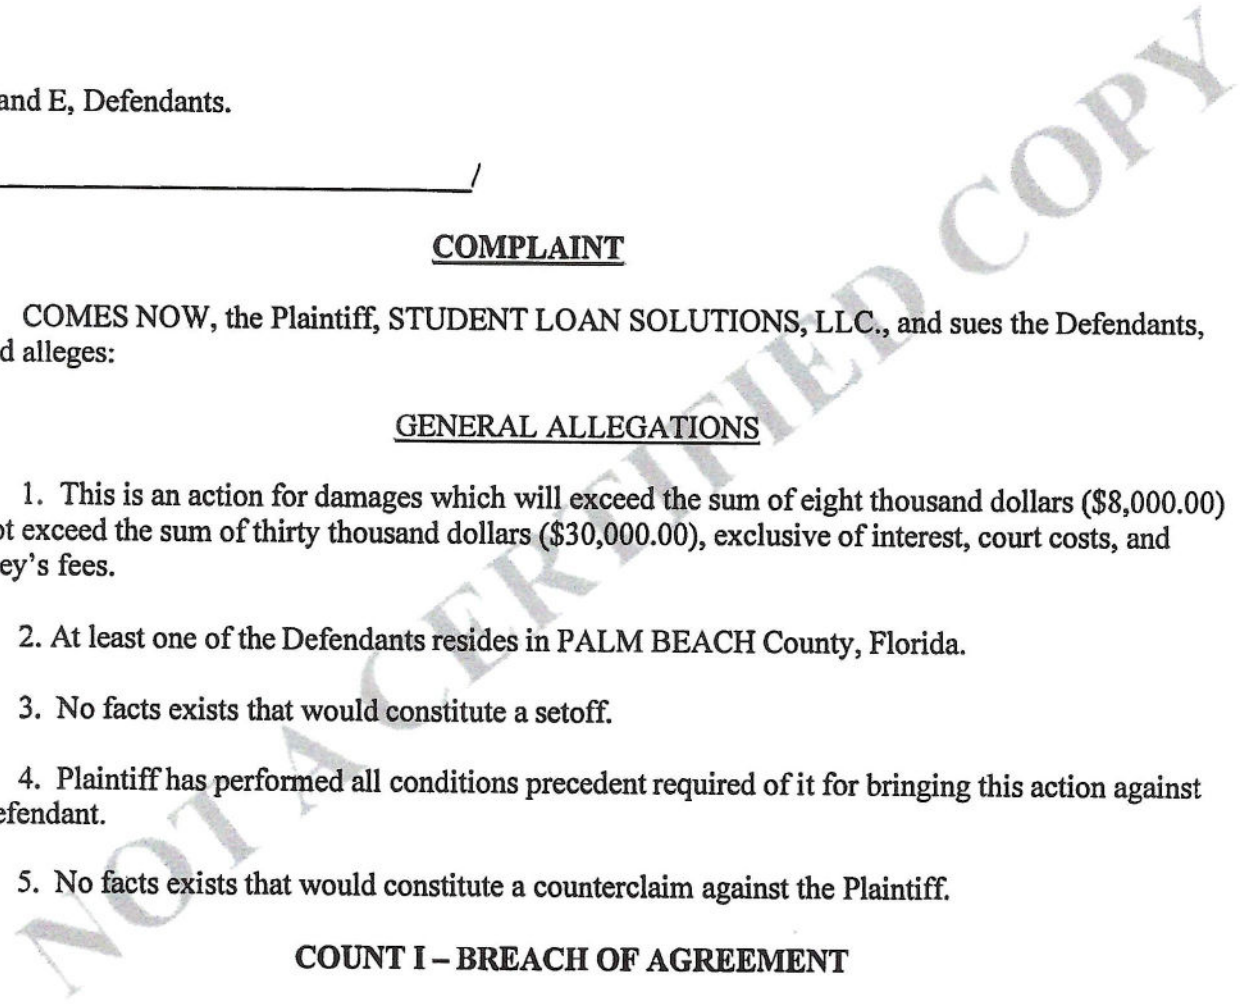 and E, Defendants.
/
COMPLAINT
COMES NOW, the Plaintiff, STUDENT LOAN SOLUTIONS, LLC., and sues the Defendants,
d alleges:
GENERAL ALLEGATIONS
1. This is an action for damages which will exceed the sum of eight thousand dollars ($8,000.00)
ot exceed the sum of thirty thousand dollars ($30,000.00), exclusive of interest, court costs, and
ey's fees.
2. At least one of the Defendants resides in PALM BEACH County, Florida.
3. No facts exists that would constitute a setoff.
4. Plaintiff has performed all conditions precedent required of it for bringing this action against
efendant.
5. No facts exists that would constitute a counterclaim against the Plaintiff.
COUNT I – BREACH OF AGREEMENT
NOT A CERTIFIED COPY